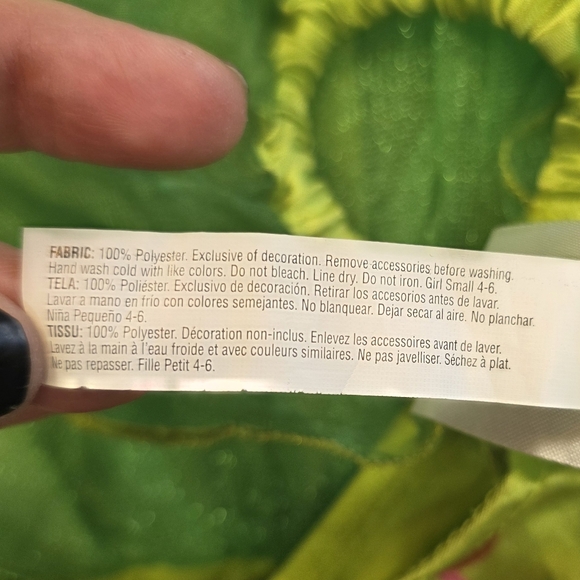 FABRIC: 100% Polyester. Exclusive of decoration. Remove accessories before washing.
Hand wash cold with like colors. Do not bleach. Line dry. Do not iron. Girl Small 4-6.
TELA: 100% Poliéster. Exclusivo de decoración. Retirar los accesorios antes de lavar.
Lavar a mano en frío con colores semejantes. No blanquear. Dejar secar al aire. No planchar.
Niña Pequeño 4-6.
TISSU: 100% Polyester. Décoration non-inclus. Enlevez les accessoires avant de laver.
Lavez à la main à l'eau froide et avec couleurs similaires. Ne pas javelliser. Séchez à plat.
Ne pas repasser. Fille Petit 4-6.